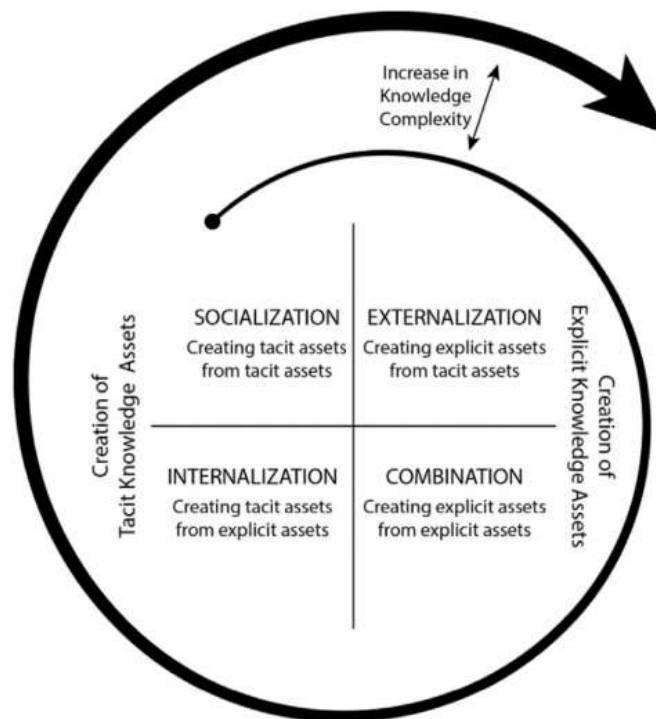 Increase in
Knowledge
Complexity
SOCIALIZATION
Creating tacit assets
from tacit assets
EXTERNALIZATION
Creating explicit assets
from tacit assets
Creation of
Tacit Knowledge Assets
Creation of
Explicit Knowledge Assets
INTERNALIZATION
Creating tacit assets
from explicit assets
COMBINATION
Creating explicit assets
from explicit assets